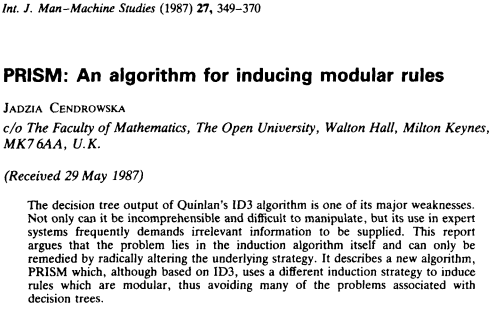 Int. J. Man-Machine Studies (1987) 27, 349-370
PRISM: An algorithm for inducing modular rules
JADZIA CENDROWSKA
c/o The Faculty of Mathematics, The Open University, Walton Hall, Milton Keynes,
MK7 6AA, U.K.
(Received 29 May 1987)
The decision tree output of Quinlan's ID3 algorithm is one of its major weaknesses.
Not only can it be incomprehensible and difficult to manipulate, but its use in expert
systems frequently demands irrelevant information to be supplied. This report
argues that the problem lies in the induction algorithm itself and can only be
remedied by radically altering the underlying strategy. It describes a new algorithm,
PRISM which, although based on ID3, uses a different induction strategy to induce
rules which are modular, thus avoiding many of the problems associated with
decision trees.